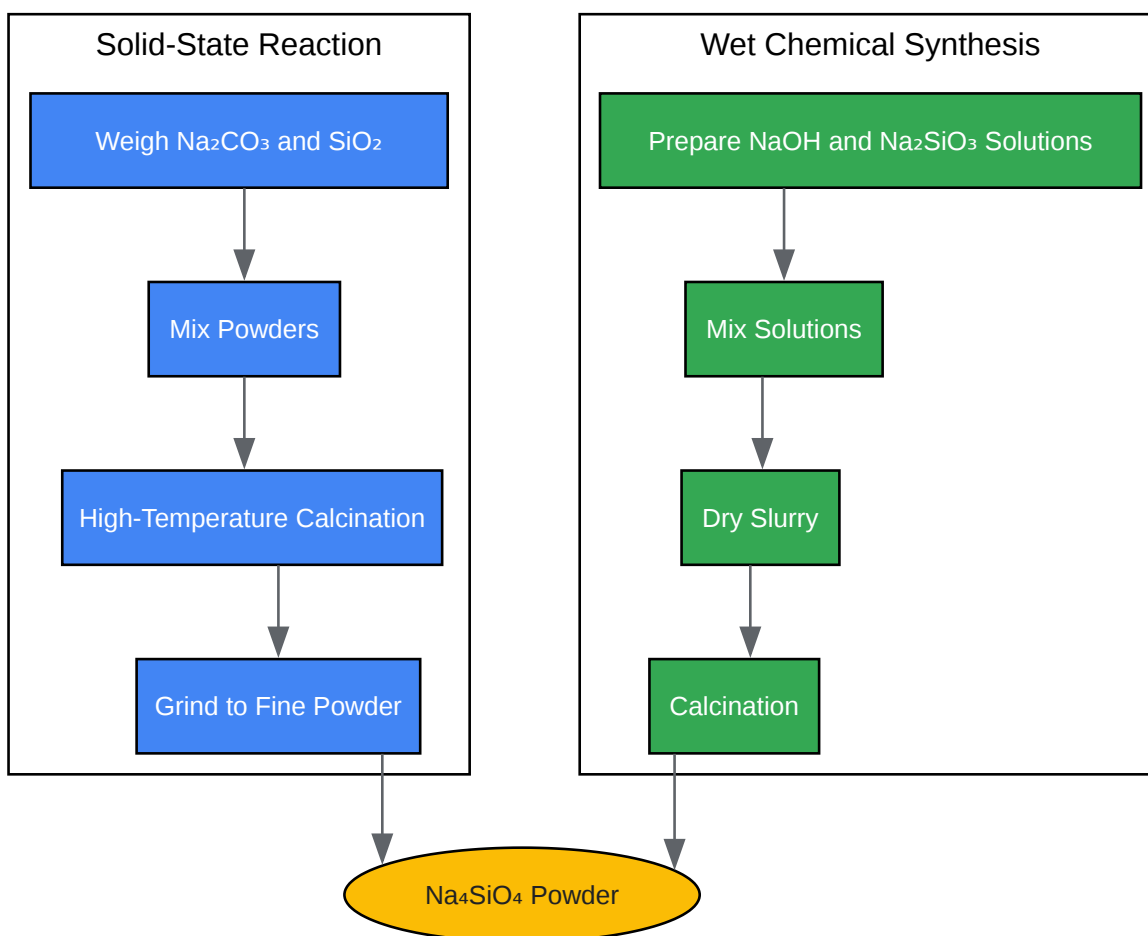 Solid-State Reaction
Weigh Na₂CO₃ and SiO₂
Mix Powders
High-Temperature Calcination
Grind to Fine Powder
Wet Chemical Synthesis
Prepare NaOH and Na₂SiO₃ Solutions
Mix Solutions
Dry Slurry
Calcination
Na₄SiO₄ Powder